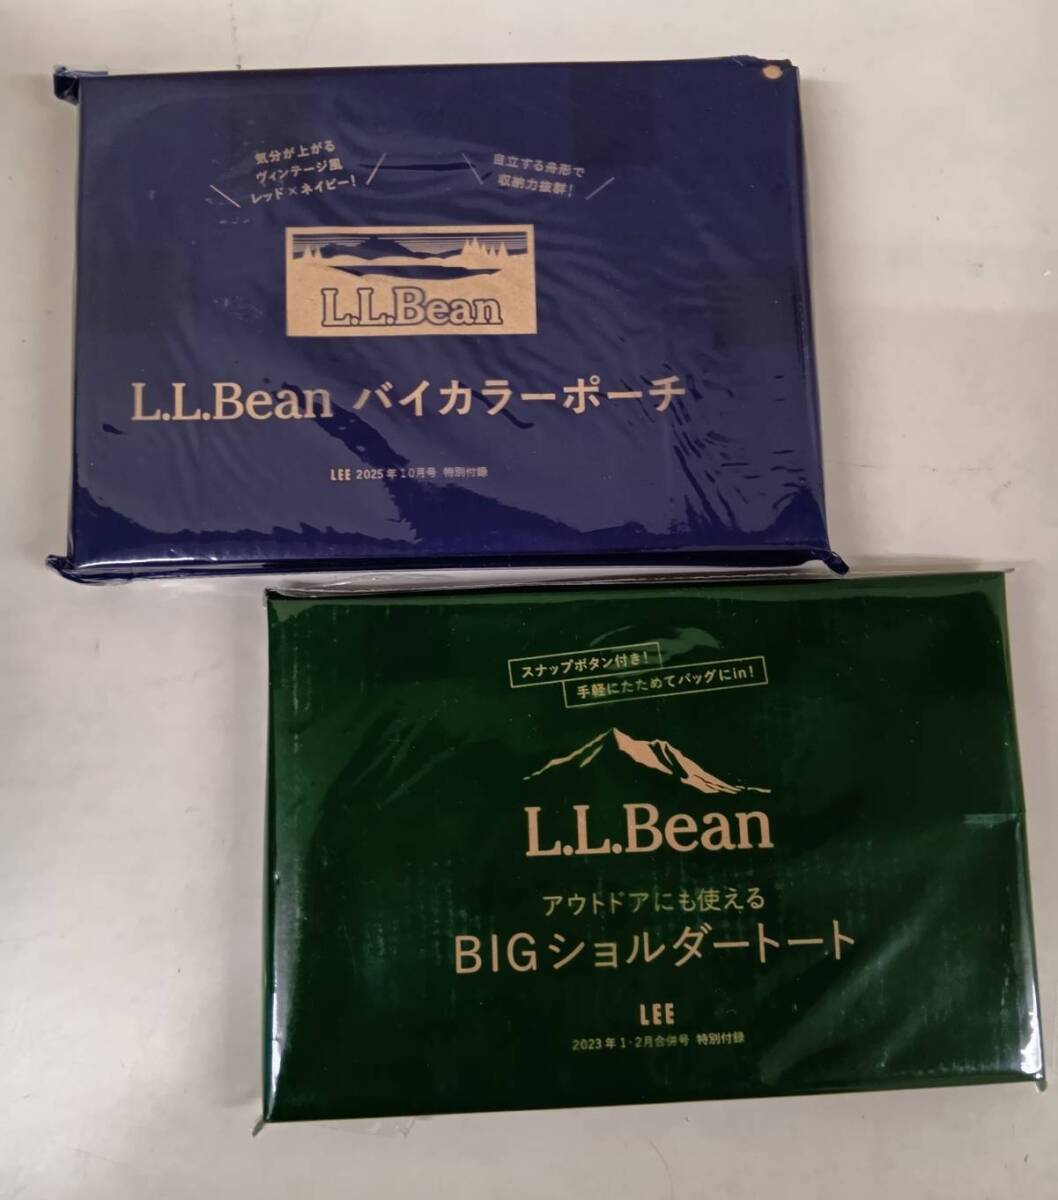 気分が上がる
ヴィンテージ風
レッド×ネイビー!
自立する舟形で
収納力抜群!
L.L.Bean
L.L.Bean バイカラーポーチ
LEE 2025年10月号 特別付録
スナップボタン付き!
手軽にたためてバッグにin!
L.L.Bean
アウトドアにも使える
BIGショルダートート
LEE
2023年1・2月合併号 特別付録